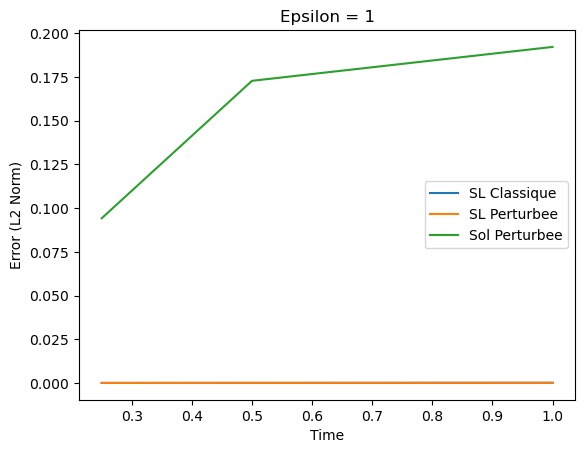 Epsilon = 1
0.200
0.175
0.150
0.125
0.100
0.075
0.050
0.025
0.000
Error (L2 Norm)
SL Classique
SL Perturbee
Sol Perturbee
0.3 0.4 0.5 0.6 0.7 0.8 0.9 1.0
Time